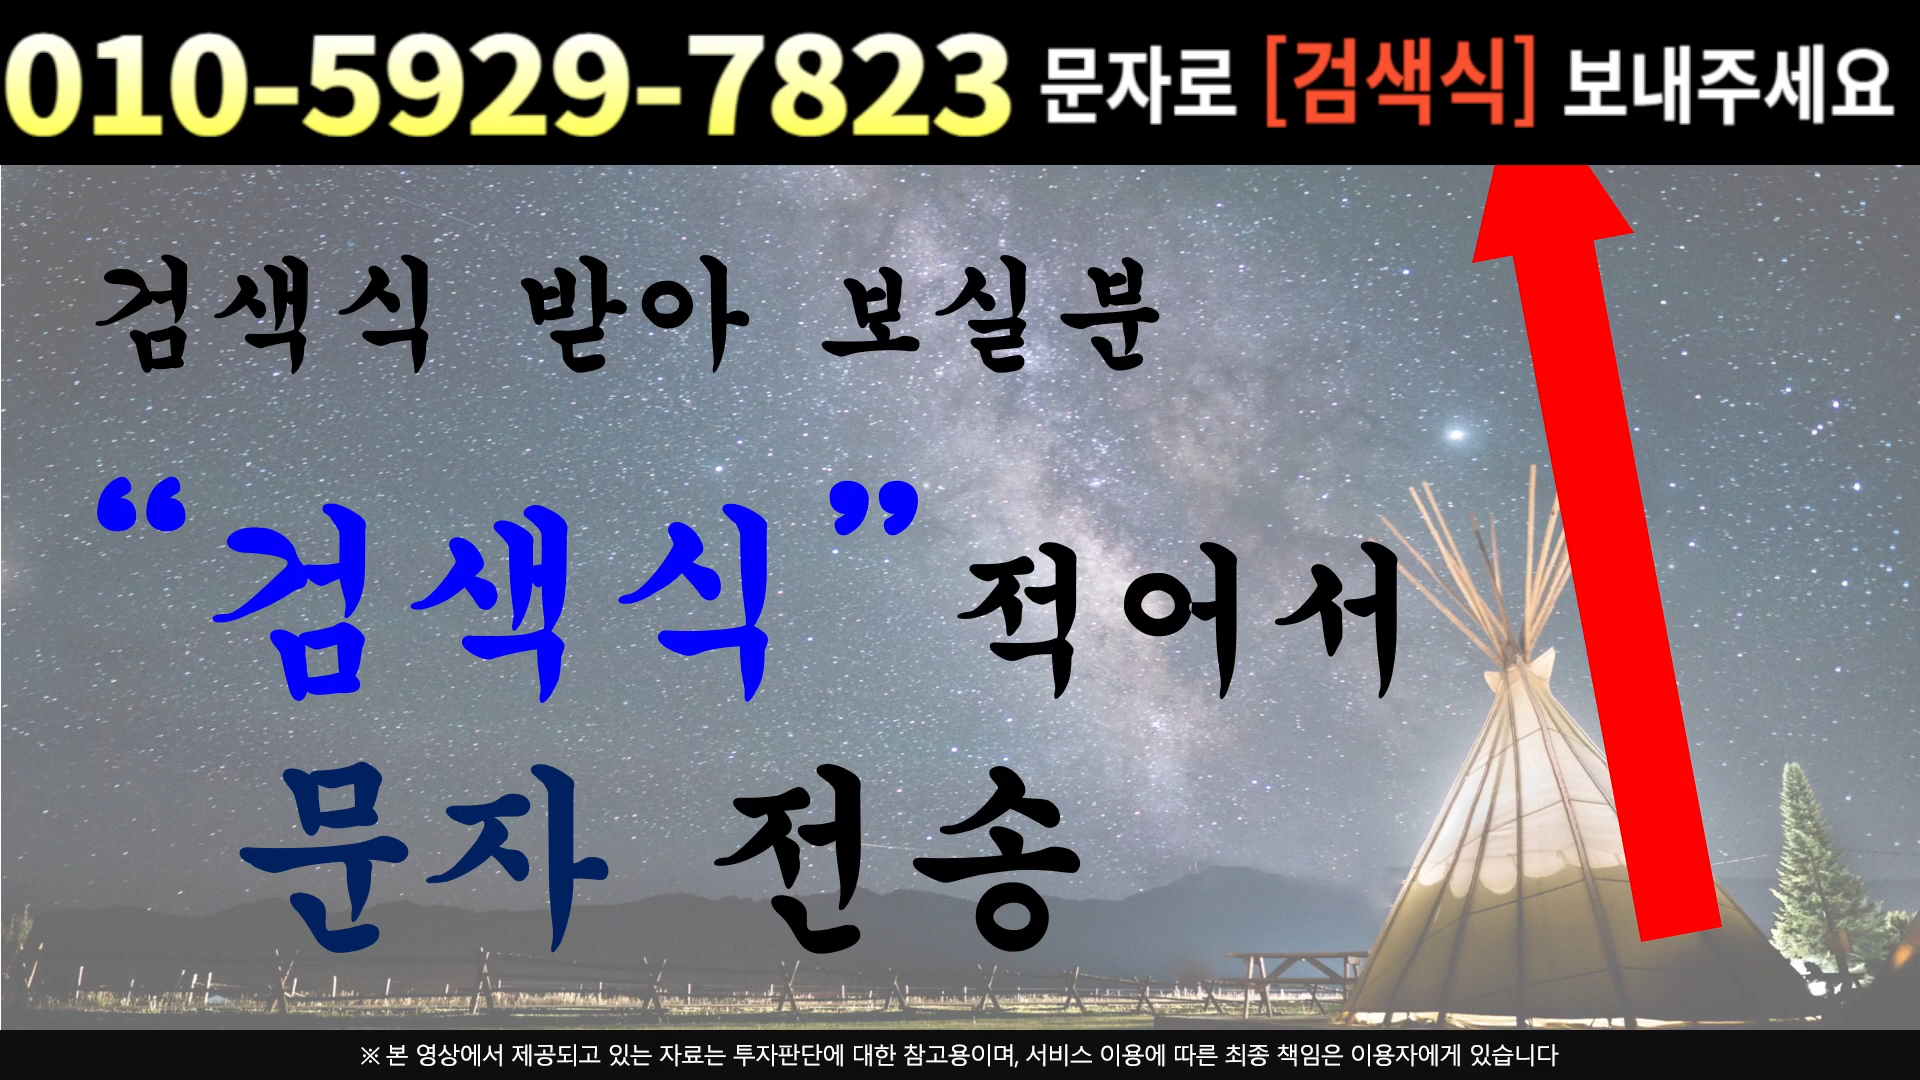 010-5929-7823 문자로 [검색식] 보내주세요
검색식 받아 보실분
“검색식” 적어서
문자 전송
※ 본 영상에서 제공되고 있는 자료는 투자판단에 대한 참고용이며, 서비스 이용에 따른 최종 책임은 이용자에게 있습니다